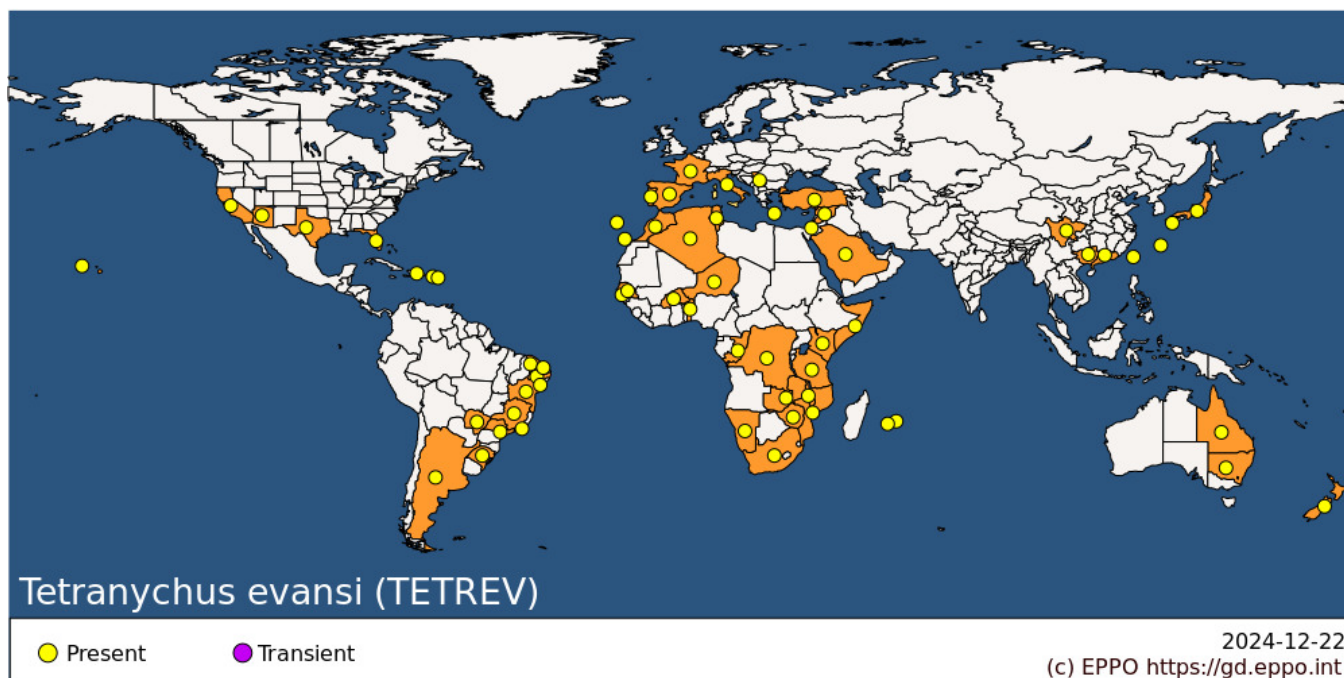 Tetranychus evansi (TETREV)
Present
Transient
2024-12-22
(c) EPPO https://gd.eppo.int